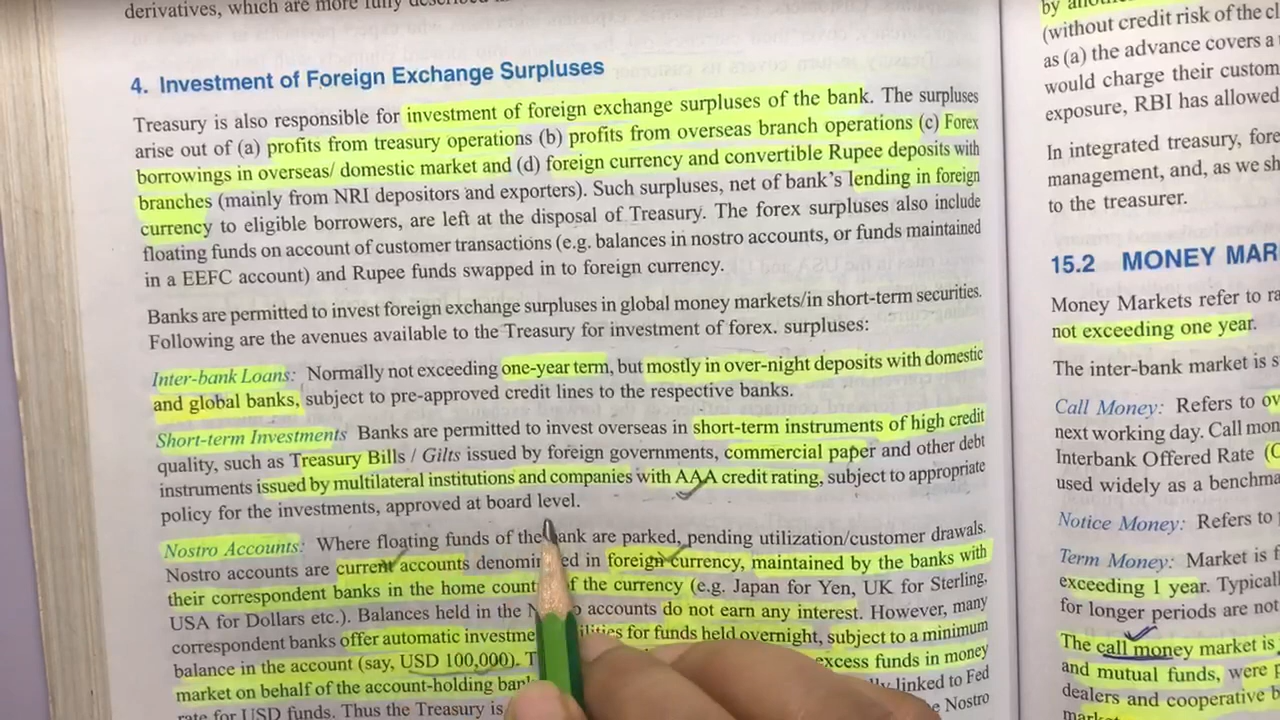 derivatives, which are more fully
4. Investment of Foreign Exchange Surpluses
Treasury is also responsible for investment of foreign exchange surpluses of the bank. The surpluses
arise out of (a) profits from treasury operations (b) profits from overseas branch operations (c) Forex
borrowings in overseas/ domestic market and (d) foreign currency and convertible Rupee deposits with
branches (mainly from NRI depositors and exporters). Such surpluses, net of bank's lending in foreign
currency to eligible borrowers, are left at the disposal of Treasury. The forex surpluses also include
floating funds on account of customer transactions (e.g. balances in nostro accounts, or funds maintained
in a EEFC account) and Rupee funds swapped in to foreign currency.
Banks are permitted to invest foreign exchange surpluses in global money markets/in short-term securities.
Following are the avenues available to the Treasury for investment of forex. surpluses:
Inter-bank Loans: Normally not exceeding one-year term, but mostly in over-night deposits with domestic
and global banks, subject to pre-approved credit lines to the respective banks.
Short-term Investments Banks are permitted to invest overseas in short-term instruments of high credit
quality, such as Treasury Bills / Gilts issued by foreign governments, commercial paper and other debt
instruments issued by multilateral institutions and companies with AAA credit rating, subject to appropriate
policy for the investments, approved at board level.
Nostro Accounts: Where floating funds of the bank are parked, pending utilization/customer drawals.
Nostro accounts are current accounts in foreign currency, maintained by the banks with
their correspondent banks in the home of the currency (e.g. Japan for Yen, UK for Sterling,
USA for Dollars etc.). Balances held in the accounts do not earn any interest. However, many
correspondent banks offer automatic for funds held overnight, subject to a minimum
balance in the account (say, USD 100,000). excess funds in money
market on behalf of the account-holding linked to Fed
rate for USD funds. Thus the Treasury is Nostro
by
(without credit risk of the
as (a) the advance covers a
would charge their
exposure, RBI has allowed
In integrated treasury,
management, and, as we
to the treasurer.
15.2 MONEY
Money Markets refer to
not exceeding one year.
The inter-bank market is
Call Money: Refers to
next working day. Call
Interbank Offered Rate
used widely as a
Notice Money: Refers to
Term Money: Market is
exceeding 1 year.
for longer periods are not
The call money market is
and mutual funds, were
dealers and cooperative
market